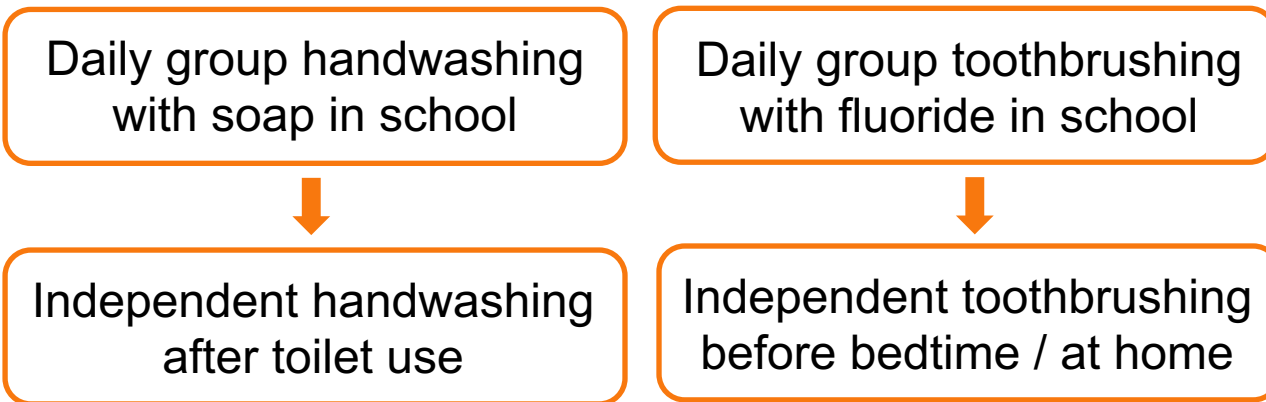 Daily group handwashing
with soap in school
Daily group toothbrushing
with fluoride in school
Independent handwashing
after toilet use
Independent toothbrushing
before bedtime / at home